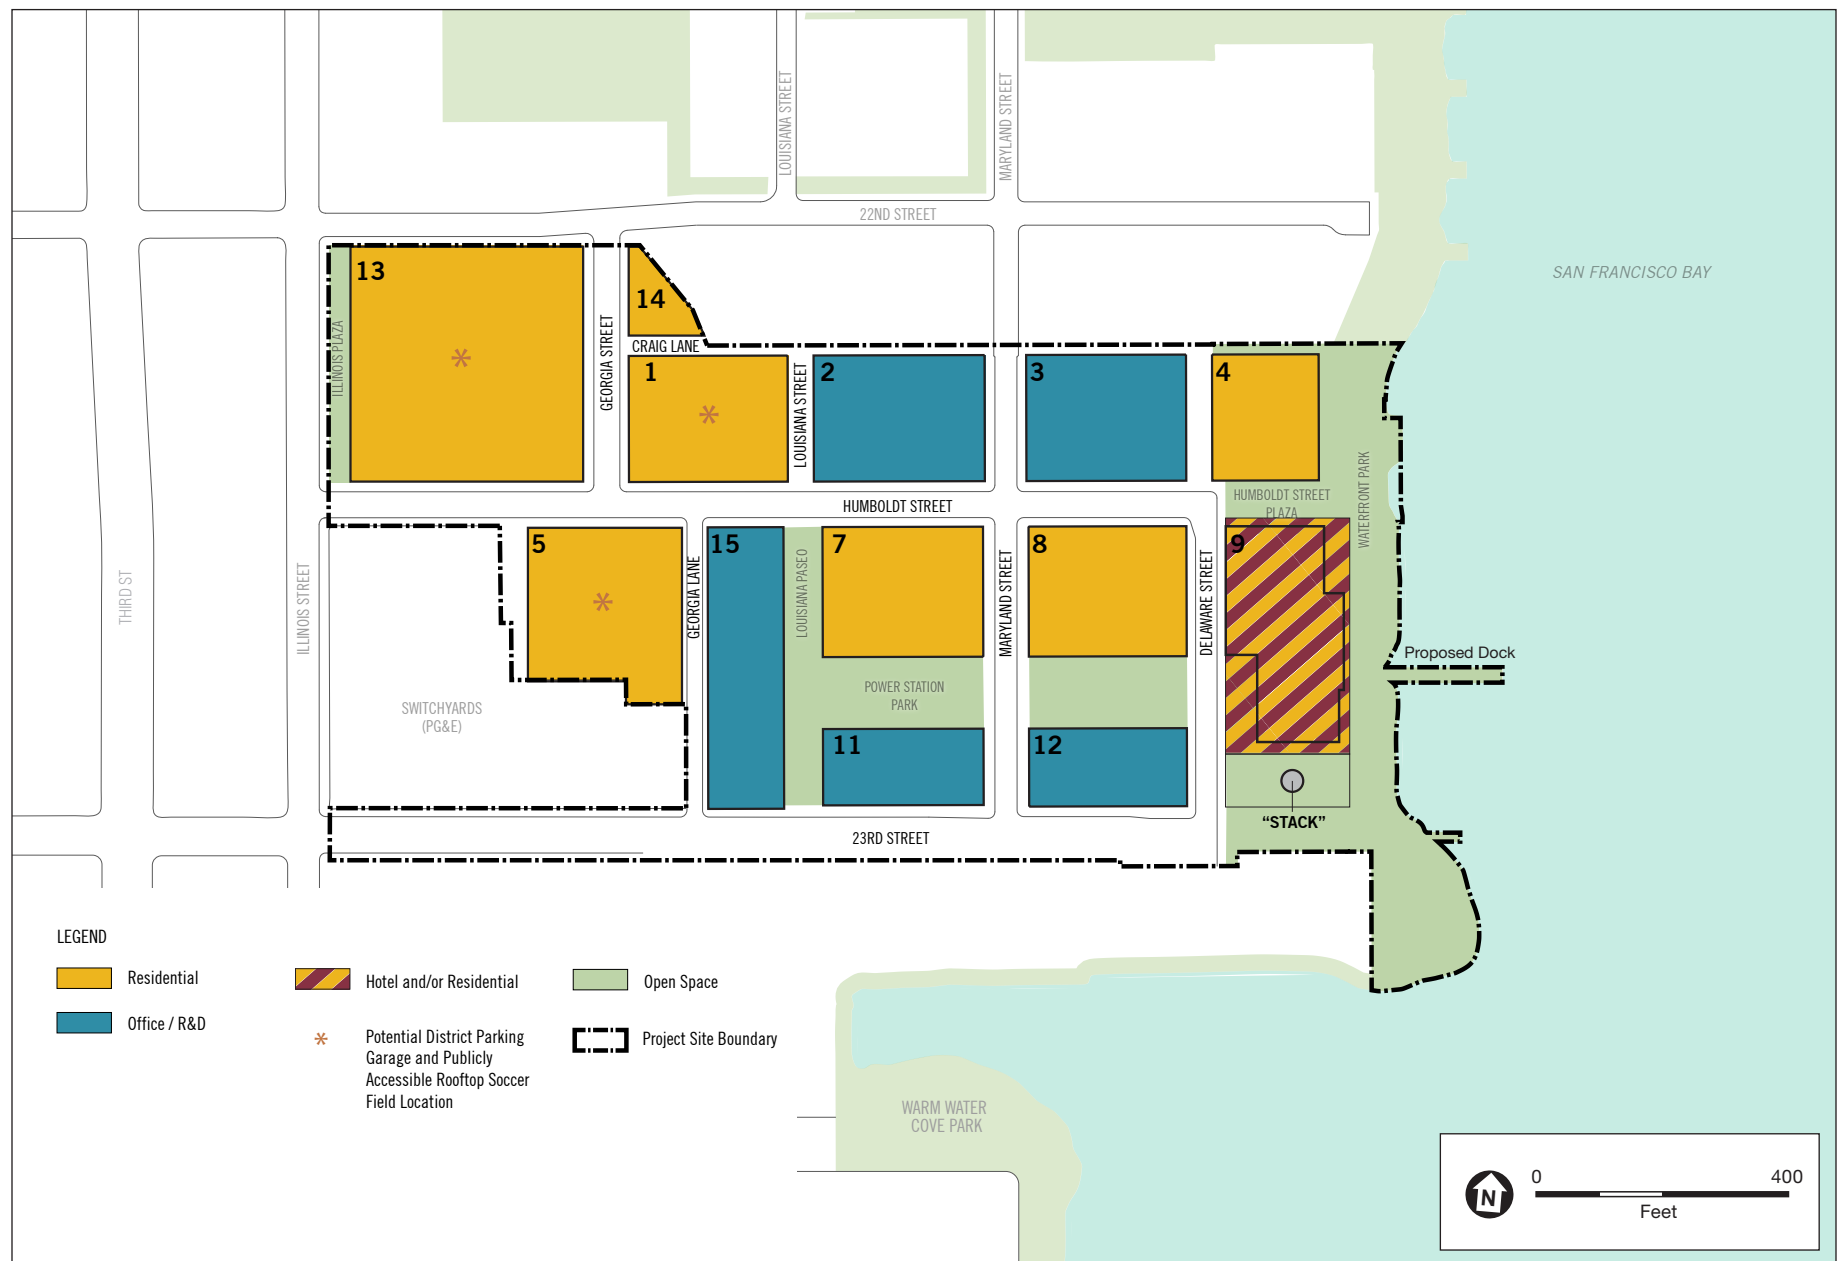 LOUISIANA STREET
MARYLAND STREET
22ND STREET
SAN FRANCISCO BAY
13
14
ILLINOIS PLAZA
*
GEORGIA STREET
CRAIG LANE
1
*
LOUISIANA STREET
2
3
4
HUMBOLDT STREET
HUMBOLDT STREET
PLAZA
WATERFRONT PARK
THIRD ST
ILLINOIS STREET
5
*
GEORGIA LANE
15
LOUISIANA PASEO
7
MARYLAND STREET
8
DELAWARE STREET
9
Proposed Dock
SWITCHYARDS
(PG&E)
POWER STATION
PARK
11
12
“STACK”
23RD STREET
LEGEND
Residential
Office / R&D
Hotel and/or Residential
*
Potential District Parking
Garage and Publicly
Accessible Rooftop Soccer
Field Location
Open Space
Project Site Boundary
WARM WATER
COVE PARK
N
0
400
Feet